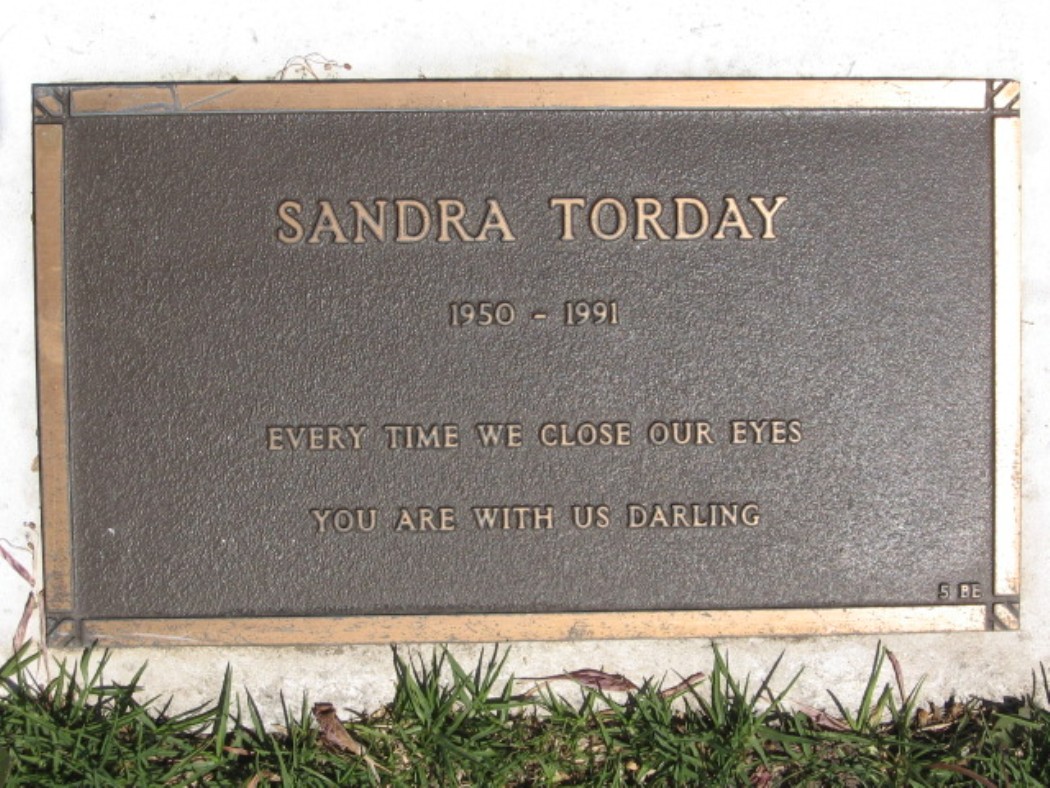 SANDRA TORDAY
1950 - 1991
EVERY TIME WE CLOSE OUR EYES
YOU ARE WITH US DARLING
5 BE